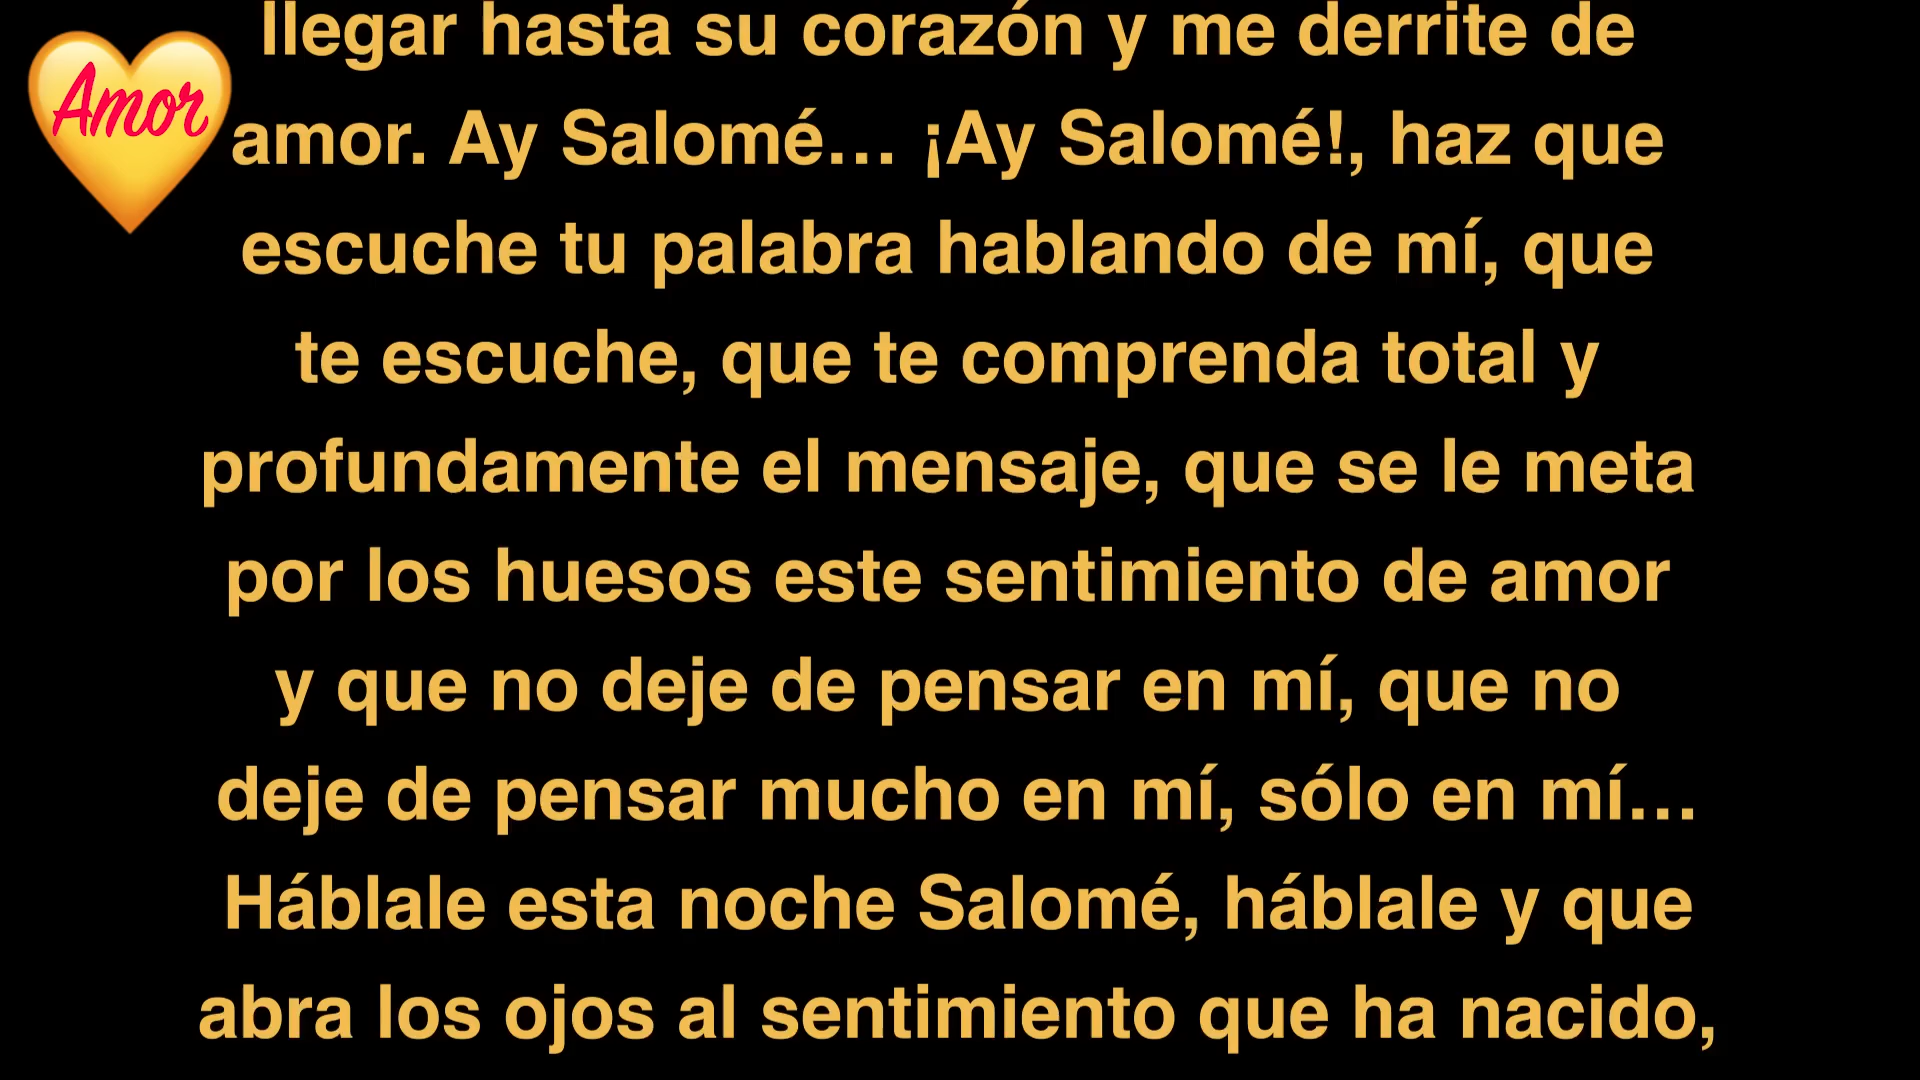 llegar hasta su corazón y me derrite de
Amor
amor. Ay Salomé... ¡Ay Salomé!, haz que
escuche tu palabra hablando de mí, que
te escuche, que te comprenda total y
profundamente el mensaje, que se le meta
por los huesos este sentimiento de amor
y que no deje de pensar en mí, que no
deje de pensar mucho en mí, sólo en mí...
Háblale esta noche Salomé, háblale y que
abra los ojos al sentimiento que ha nacido,